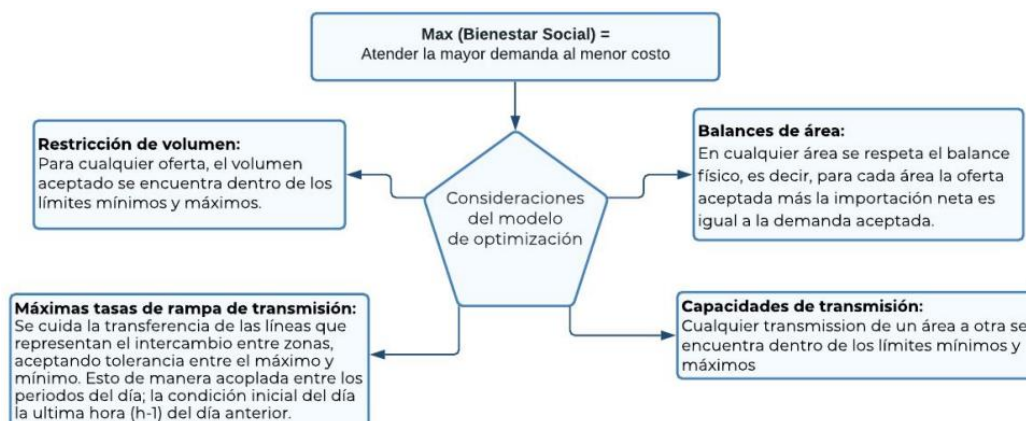 Max (Bienestar Social) =
Atender la mayor demanda al menor costo
Restricción de volumen:
Para cualquier oferta, el volumen
aceptado se encuentra dentro de los
límites mínimos y máximos.
Balances de área:
En cualquier área se respeta el balance
físico, es decir, para cada área la oferta
aceptada más la importación neta es
igual a la demanda aceptada.
Consideraciones
del modelo
de optimización
Máximas tasas de rampa de transmisión:
Se cuida la transferencia de las líneas que
representan el intercambio entre zonas,
aceptando tolerancia entre el máximo y
mínimo. Esto de manera acoplada entre los
periodos del día; la condición inicial del día
la ultima hora (h-1) del día anterior.
Capacidades de transmisión:
Cualquier transmission de un área a otra se
encuentra dentro de los límites mínimos y
máximos